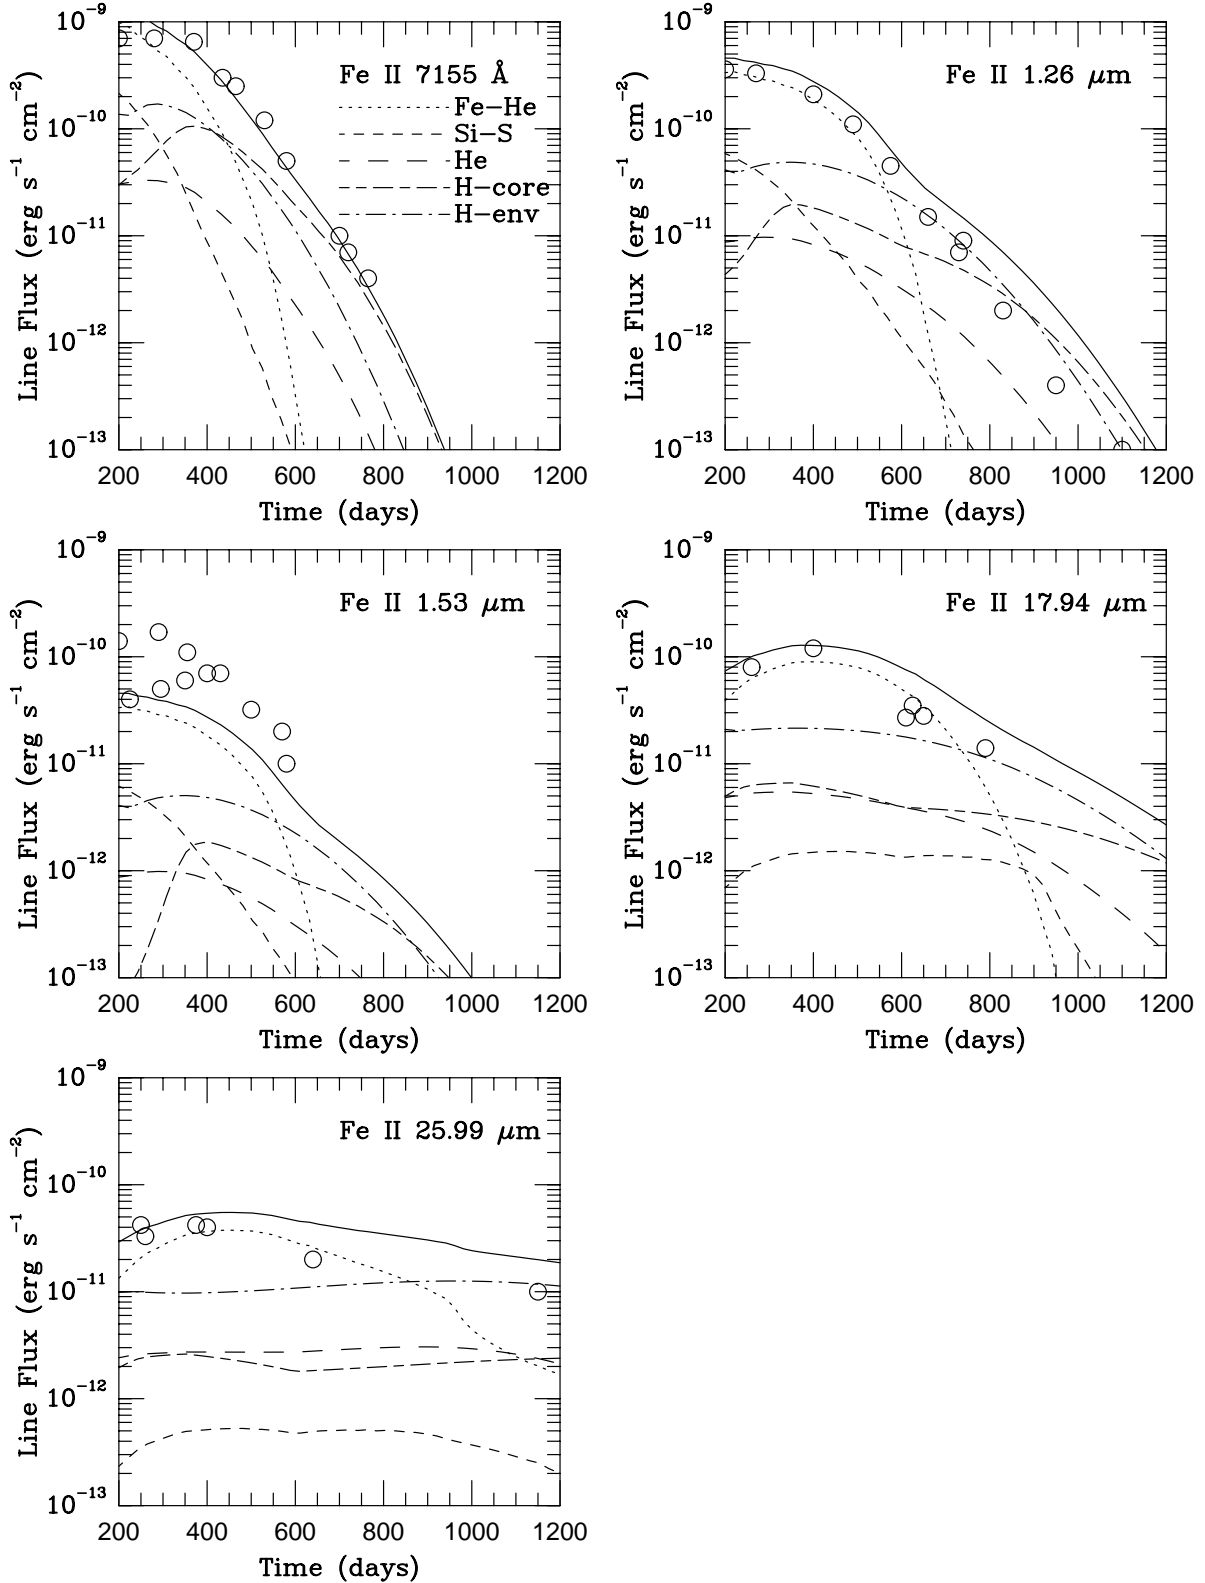 Fe II 7155 Å
Fe−He
Si−S
He
H−core
H−env
10⁻⁹
10⁻¹⁰
10⁻¹¹
10⁻¹²
10⁻¹³
Line Flux (erg s⁻¹ cm⁻²)
200 400 600 800 1000 1200
Time (days)
Fe II 1.26 μm
10⁻⁹
10⁻¹⁰
10⁻¹¹
10⁻¹²
10⁻¹³
Line Flux (erg s⁻¹ cm⁻²)
200 400 600 800 1000 1200
Time (days)
Fe II 1.53 μm
10⁻⁹
10⁻¹⁰
10⁻¹¹
10⁻¹²
10⁻¹³
Line Flux (erg s⁻¹ cm⁻²)
200 400 600 800 1000 1200
Time (days)
Fe II 17.94 μm
10⁻⁹
10⁻¹⁰
10⁻¹¹
10⁻¹²
10⁻¹³
Line Flux (erg s⁻¹ cm⁻²)
200 400 600 800 1000 1200
Time (days)
Fe II 25.99 μm
10⁻⁹
10⁻¹⁰
10⁻¹¹
10⁻¹²
10⁻¹³
Line Flux (erg s⁻¹ cm⁻²)
200 400 600 800 1000 1200
Time (days)